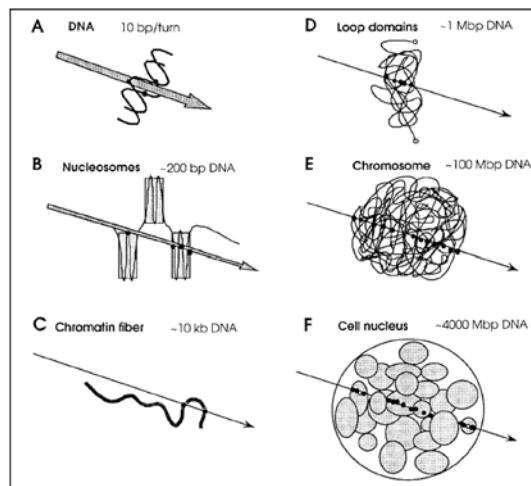 A DNA 10 bp/turn
B Nucleosomes ~200 bp DNA
C Chromatin fiber ~10 kb DNA
D Loop domains ~1 Mbp DNA
E Chromosome ~100 Mbp DNA
F Cell nucleus ~4000 Mbp DNA